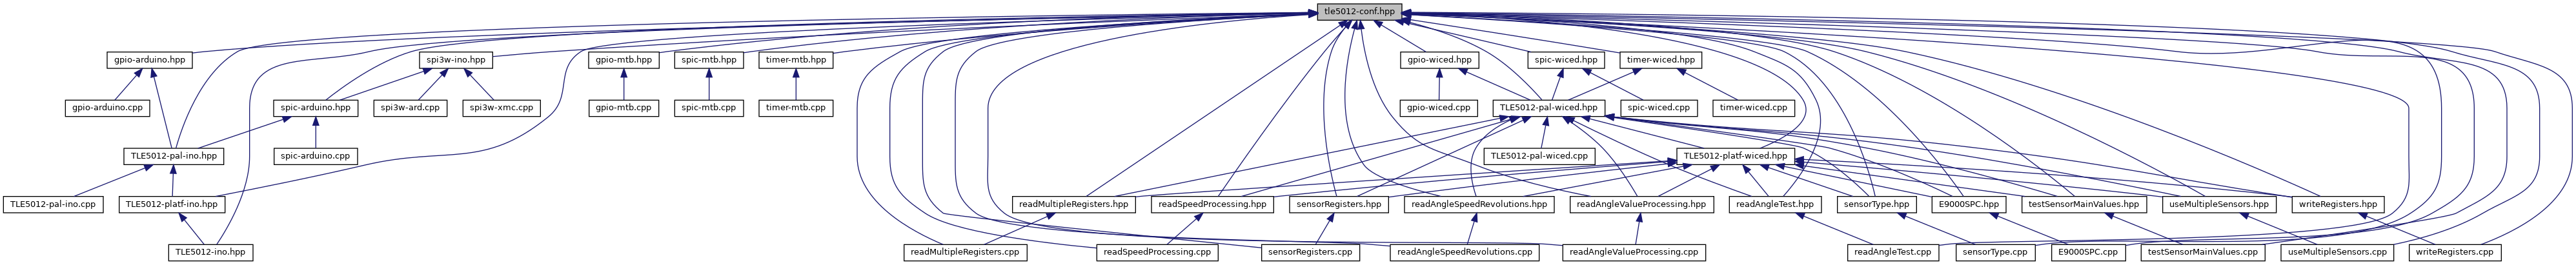 tle5012-conf.hpp
gpio-arduino.hpp
spi3w-ino.hpp
gpio-mtb.hpp
spic-mtb.hpp
timer-mtb.hpp
gpio-wiced.hpp
spic-wiced.hpp
timer-wiced.hpp
gpio-arduino.cpp
spic-arduino.hpp
spi3w-ard.cpp
spi3w-xmc.cpp
gpio-mtb.cpp
spic-mtb.cpp
timer-mtb.cpp
gpio-wiced.cpp
TLE5012-pal-wiced.hpp
spic-wiced.cpp
timer-wiced.cpp
TLE5012-pal-ino.hpp
spic-arduino.cpp
TLE5012-pal-wiced.cpp
TLE5012-platf-wiced.hpp
TLE5012-pal-ino.cpp
TLE5012-platf-ino.hpp
readMultipleRegisters.hpp
readSpeedProcessing.hpp
sensorRegisters.hpp
readAngleSpeedRevolutions.hpp
readAngleValueProcessing.hpp
readAngleTest.hpp
sensorType.hpp
E9000SPC.hpp
testSensorMainValues.hpp
useMultipleSensors.hpp
writeRegisters.hpp
TLE5012-ino.hpp
readMultipleRegisters.cpp
readSpeedProcessing.cpp
sensorRegisters.cpp
readAngleSpeedRevolutions.cpp
readAngleValueProcessing.cpp
readAngleTest.cpp
sensorType.cpp
E9000SPC.cpp
testSensorMainValues.cpp
useMultipleSensors.cpp
writeRegisters.cpp